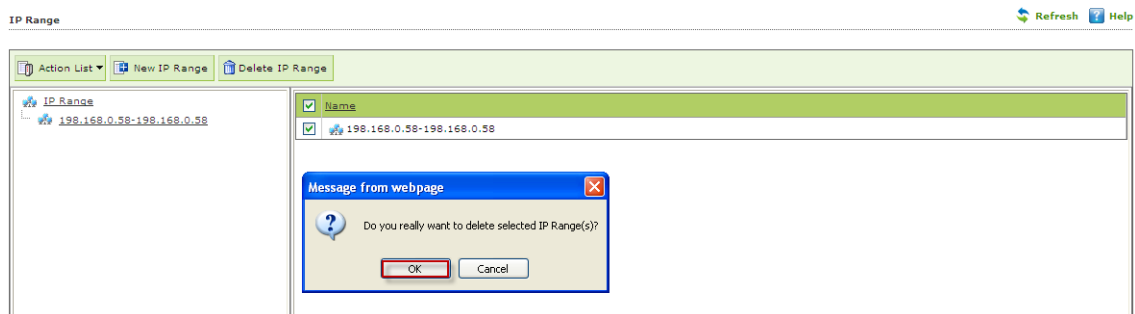 IP Range
Refresh Help
Action List New IP Range Delete IP Range
IP Range
198.168.0.58-198.168.0.58
Name
198.168.0.58-198.168.0.58
Message from webpage
Do you really want to delete selected IP Range(s)?
OK Cancel